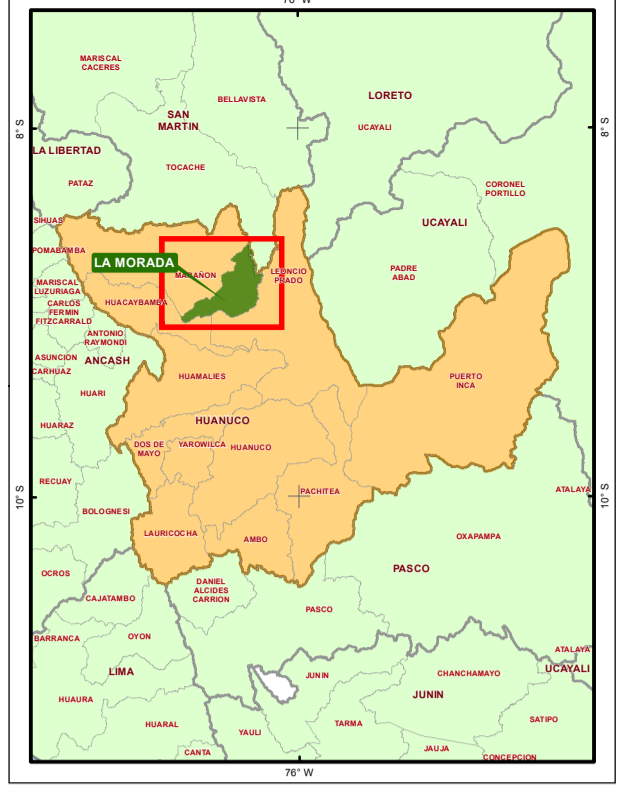 76° W
MARISCAL
CACERES
BELLAVISTA
LORETO
SAN
MARTIN
UCAYALI
8° S
8° S
LA LIBERTAD
TOCACHE
PATAZ
CORONEL
PORTILLO
SIHUAS
UCAYALI
POMABAMBA
LA MORADA
PADRE
ABAD
MARAÑON
LEONCIO
PRADO
MARISCAL
LUZURIAGA
HUACAYBAMBA
CARLOS
FERMIN
FITZCARRALD
ANTONIO
RAYMONDI
ASUNCION
ANCASH
CARHUAZ
HUAMALIES
PUERTO
INCA
HUARI
HUANUCO
HUARAZ
DOS DE
MAYO
YAROWILCA
HUANUCO
RECUAY
PACHITEA
ATALAYA
10° S
10° S
BOLOGNESI
LAURICOCHA
AMBO
OXAPAMPA
PASCO
OCROS
DANIEL
ALCIDES
CARRION
CAJATAMBO
PASCO
BARRANCA
OYON
ATALAYA
LIMA
JUNIN
CHANCHAMAYO
UCAYALI
JUNIN
HUAURA
SATIPO
HUARAL
YAULI
TARMA
CANTA
JAUJA
CONCEPCION
76° W